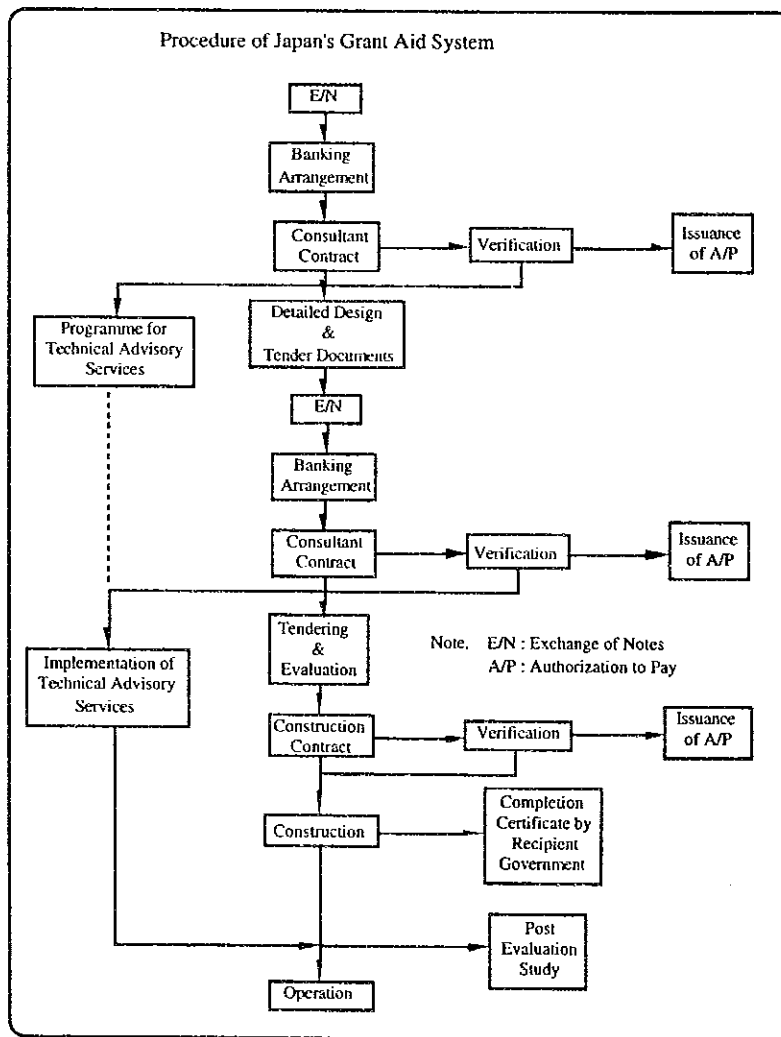 Procedure of Japan's Grant Aid System
E/N
Banking
Arrangement
Consultant
Contract
Verification
Issuance
of A/P
Programme for
Technical Advisory
Services
Detailed Design
&
Tender Documents
E/N
Banking
Arrangement
Consultant
Contract
Verification
Issuance
of A/P
Tendering
&
Evaluation
Note, E/N : Exchange of Notes
A/P : Authorization to Pay
Implementation of
Technical Advisory
Services
Construction
Contract
Verification
Issuance
of A/P
Construction
Completion
Certificate by
Recipient
Government
Post
Evaluation
Study
Operation